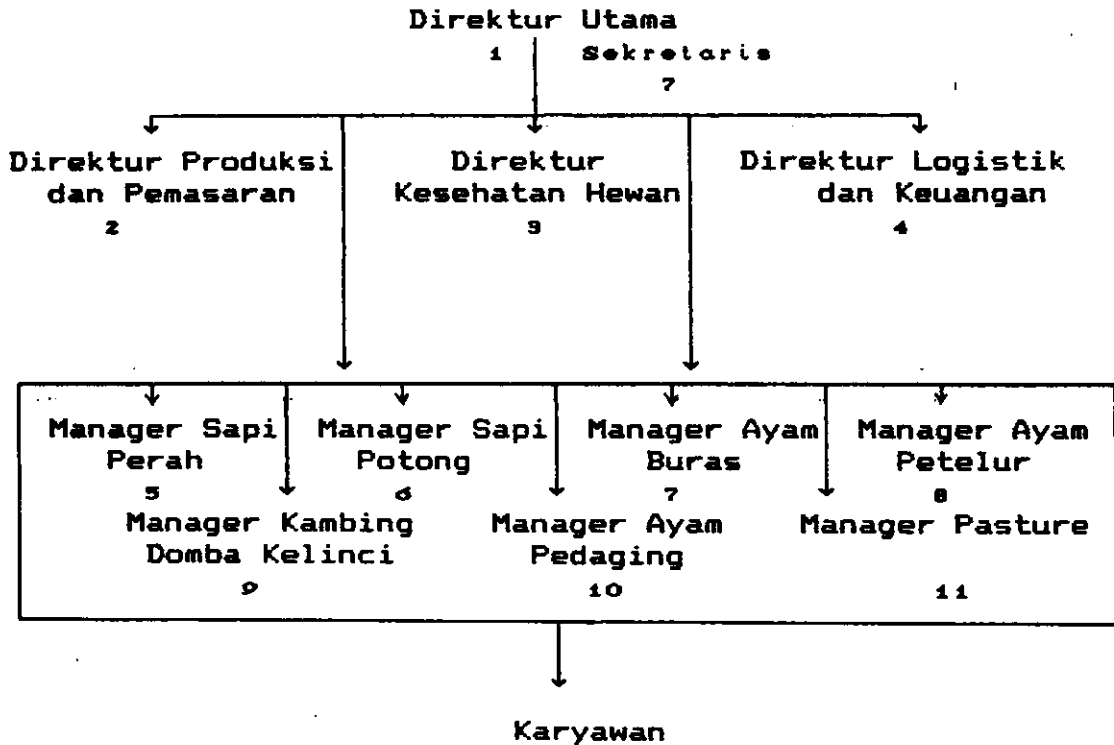 Direktur Utama
1 Sekretaris
7
Direktur Produksi Direktur Direktur Logistik
dan Pemasaran Kesehatan Hewan dan Keuangan
2 3 4
Manager Sapi Manager Sapi Manager Ayam Manager Ayam
Perah Potong Buras Petelur
5 6 7 8
Manager Kambing Manager Ayam Manager Pasture
Domba Kelinci Pedaging
9 10 11
Karyawan